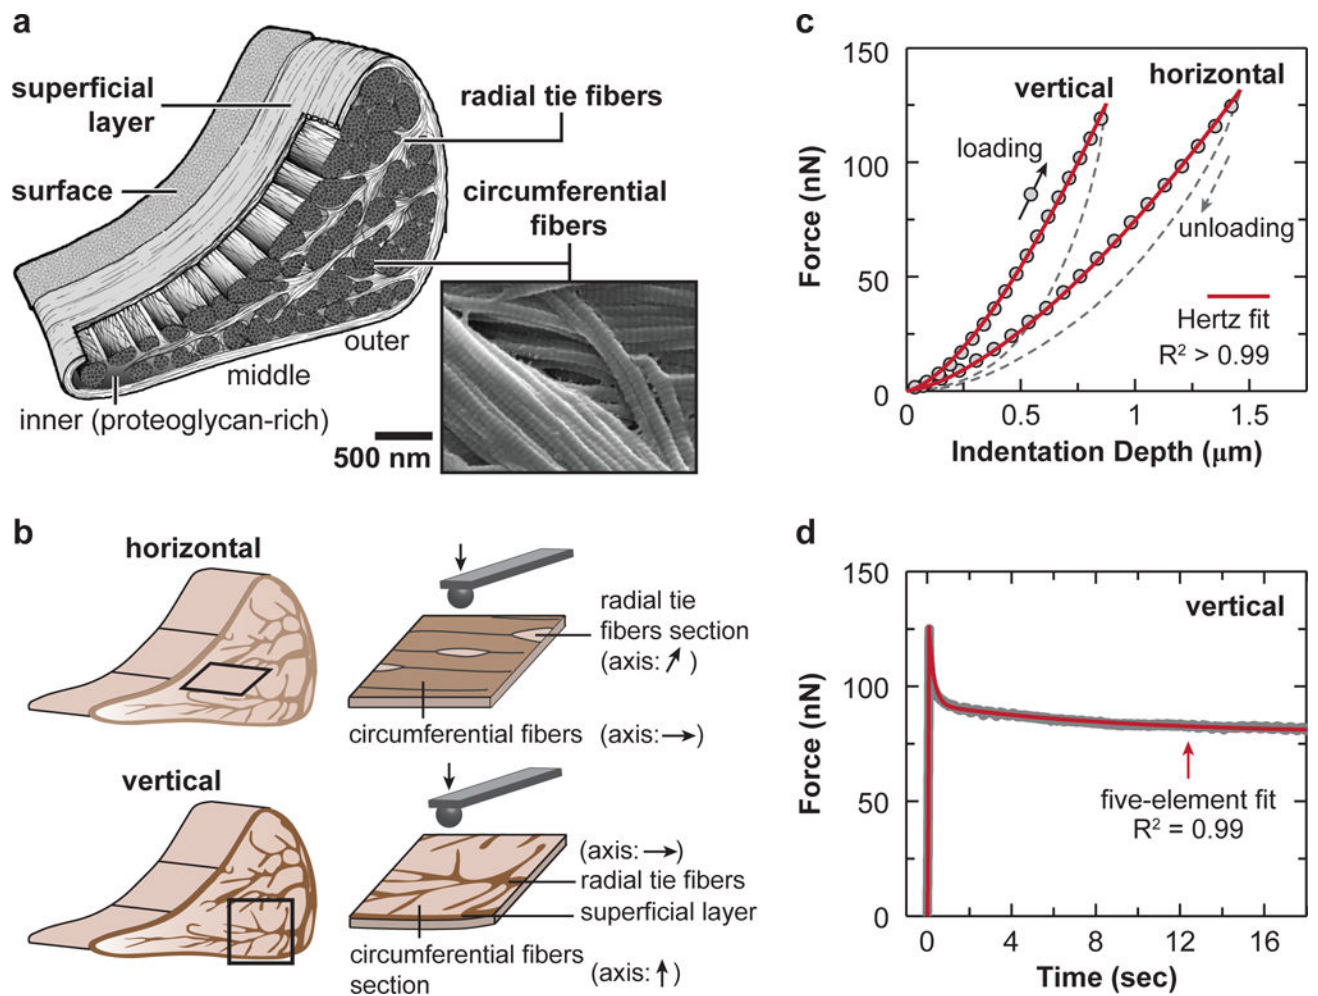 a
superficial
layer
surface
radial tie fibers
circumferential
fibers
outer
middle
inner (proteoglycan-rich)
500 nm
b
horizontal
radial tie
fibers section
(axis: ↗ )
circumferential fibers (axis: → )
vertical
(axis: → )
radial tie fibers
superficial layer
circumferential fibers
section
(axis: ↑ )
c
150
100
50
0
Force (nN)
vertical
horizontal
loading
unloading
Hertz fit
R² > 0.99
0 0.5 1 1.5
Indentation Depth (μm)
d
150
100
50
0
Force (nN)
vertical
five-element fit
R² = 0.99
0 4 8 12 16
Time (sec)